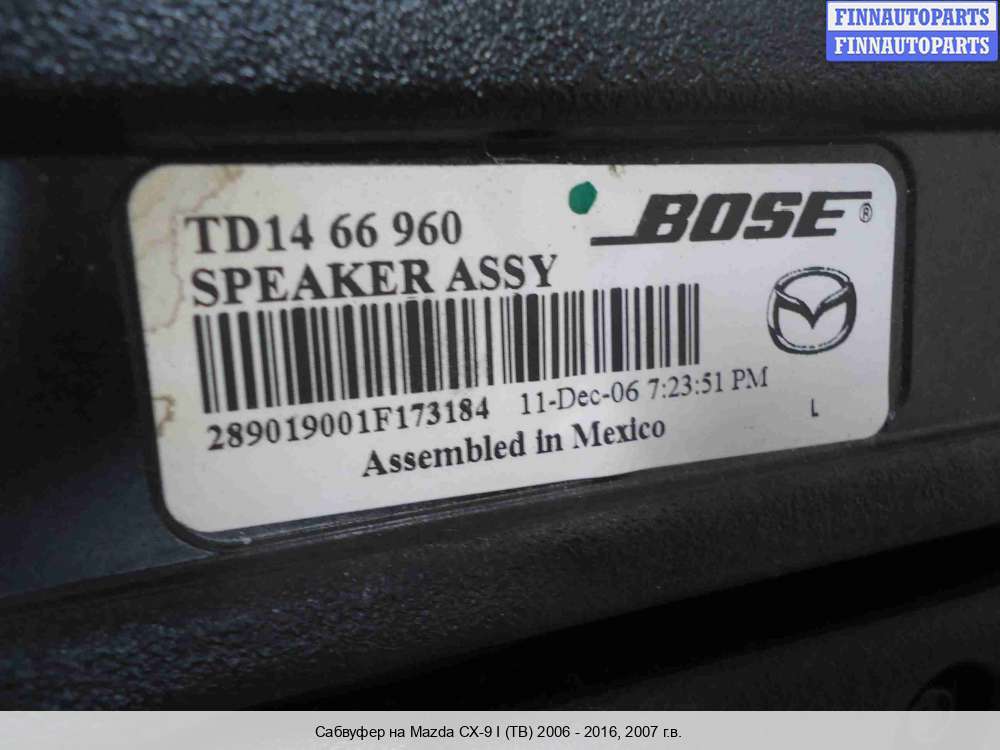 FINNAUTOPARTS
FINNAUTOPARTS
TD14 66 960
BOSE®
SPEAKER ASSY
289019001F173184 11-Dec-06 7:23:51 PM
L
Assembled in Mexico
Сабвуфер на Mazda CX-9 I (TB) 2006 - 2016, 2007 г.в.